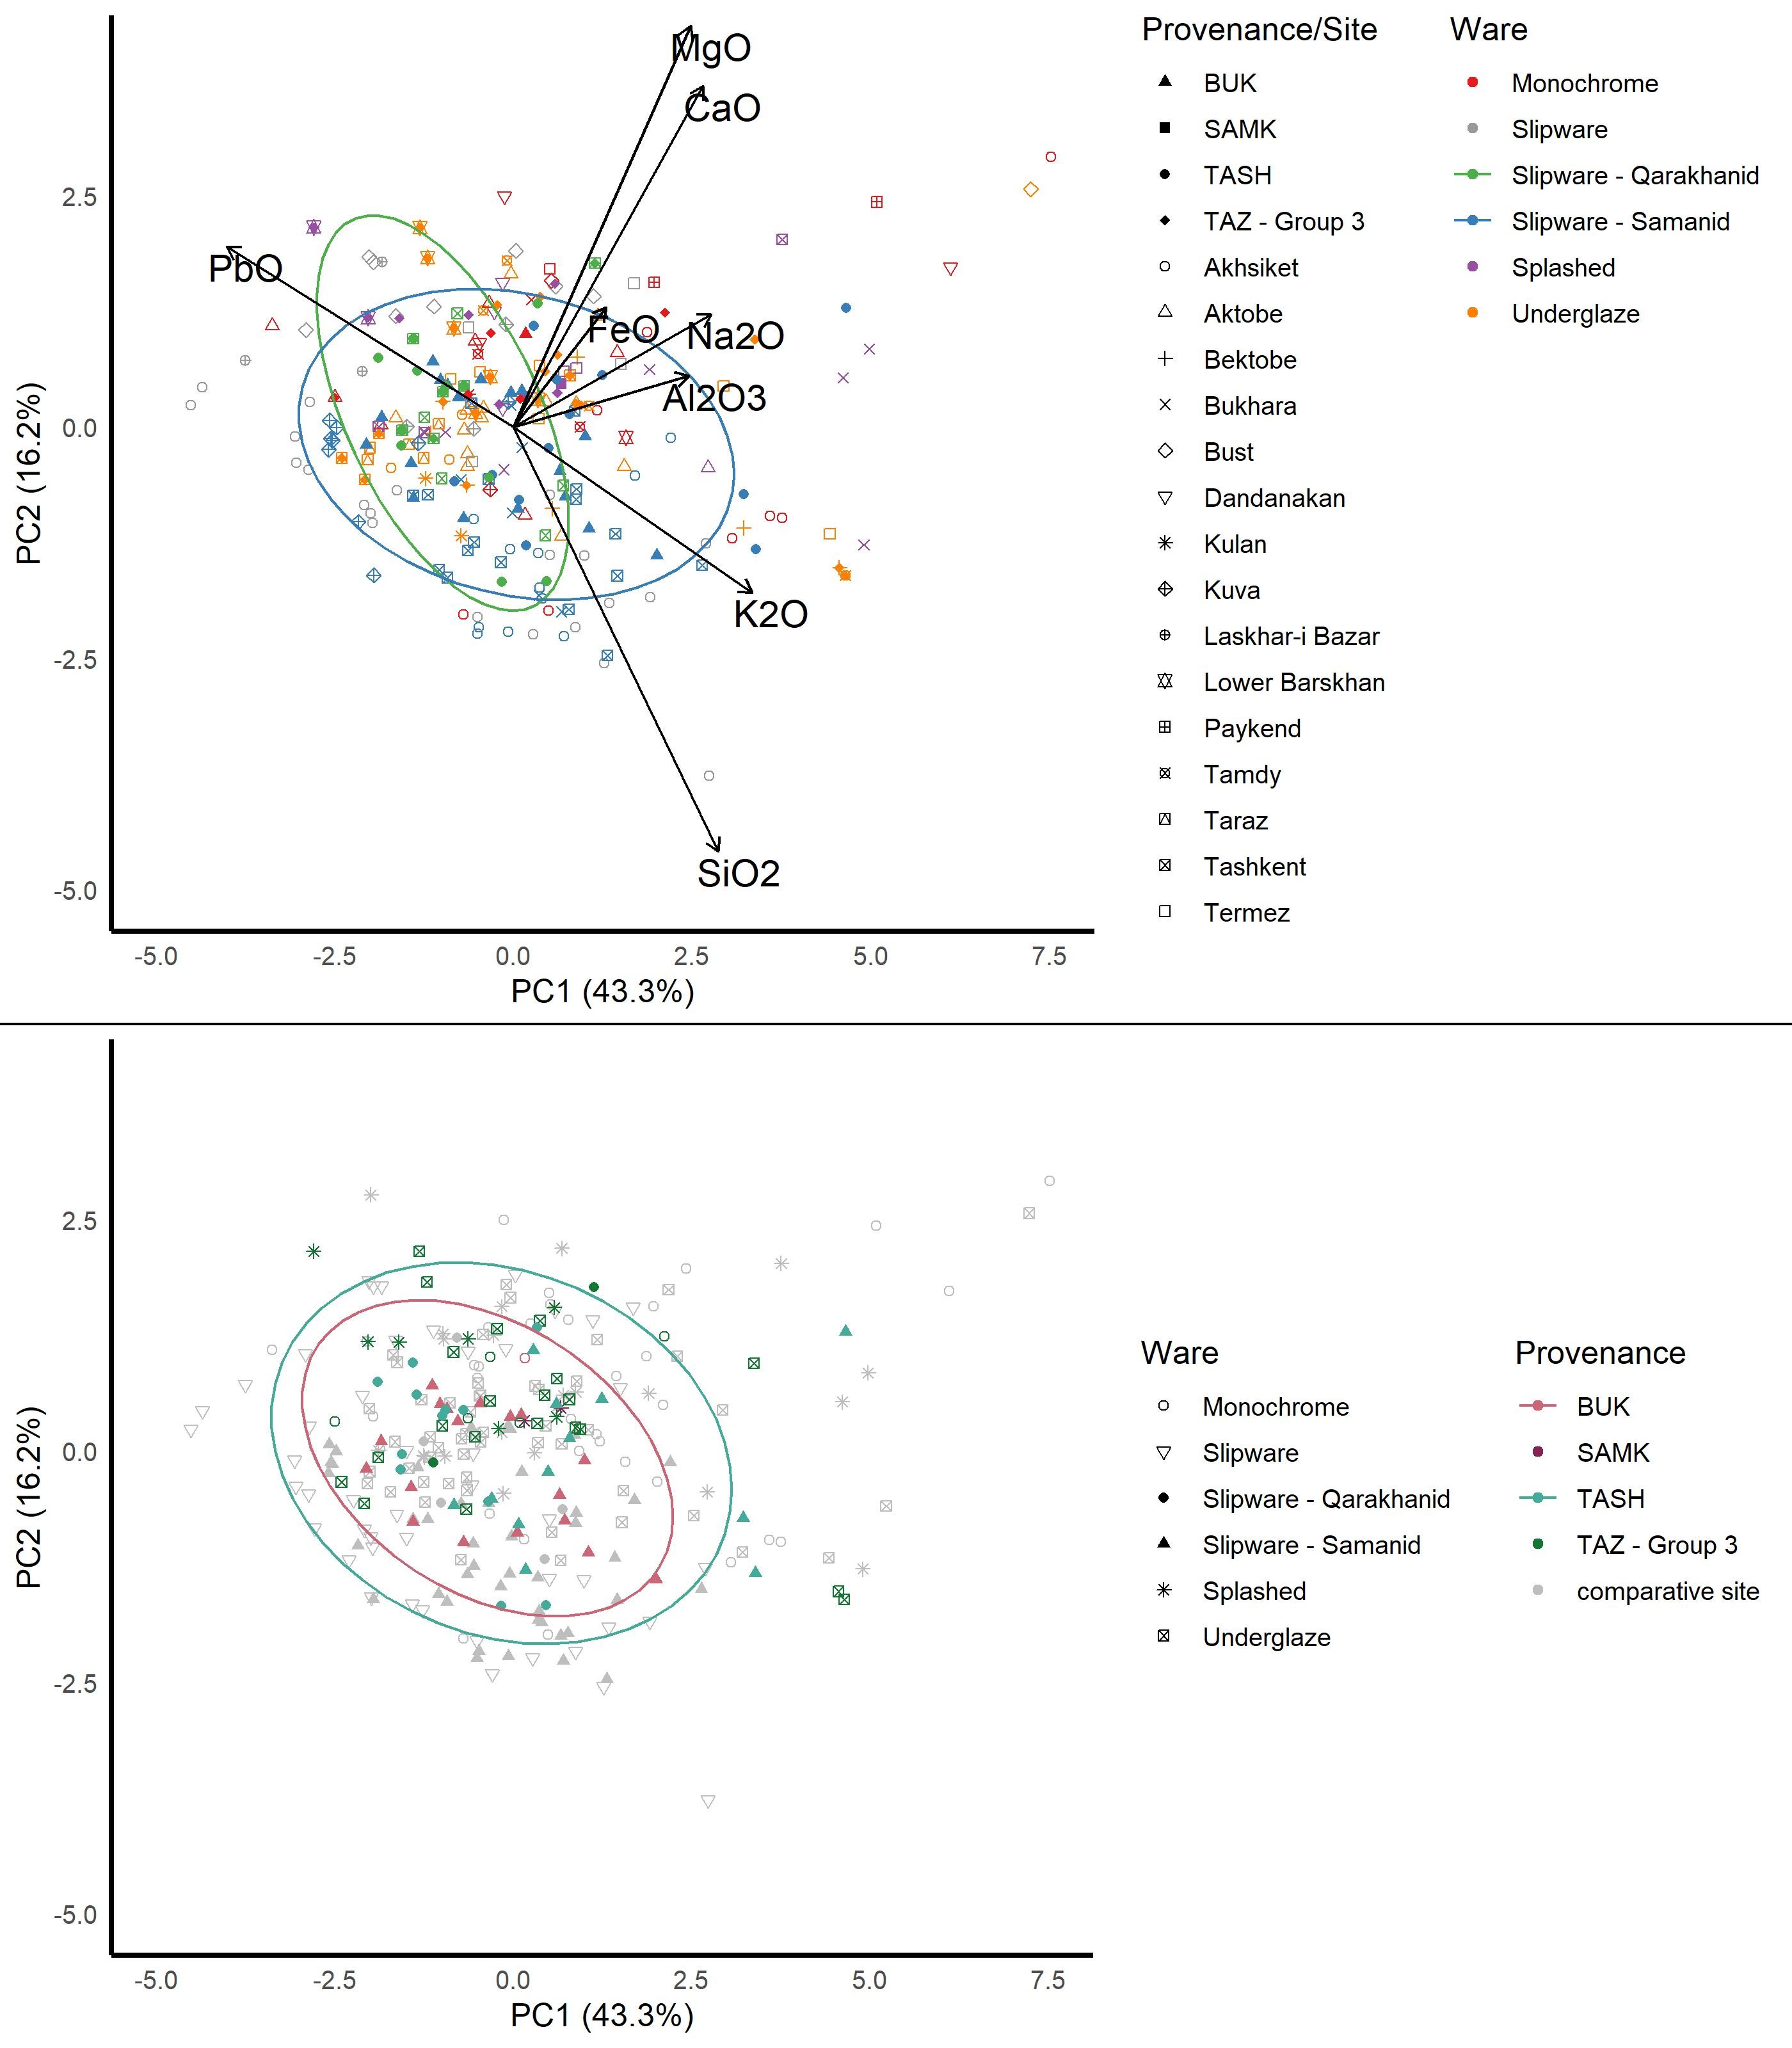 MgO
CaO
PbO
FeO
Na2O
Al2O3
K2O
SiO2
2.5
0.0
-2.5
-5.0
PC2 (16.2%)
-5.0
-2.5
0.0
2.5
5.0
7.5
PC1 (43.3%)
Provenance/Site
BUK
SAMK
TASH
TAZ - Group 3
Akhsiket
Aktobe
Bektobe
Bukhara
Bust
Dandanakan
Kulan
Kuva
Laskhar-i Bazar
Lower Barskhan
Paykend
Tamdy
Taraz
Tashkent
Termez
Ware
Monochrome
Slipware
Slipware - Qarakhanid
Slipware - Samanid
Splashed
Underglaze
2.5
0.0
-2.5
-5.0
PC2 (16.2%)
-5.0
-2.5
0.0
2.5
5.0
7.5
PC1 (43.3%)
Ware
Monochrome
Slipware
Slipware - Qarakhanid
Slipware - Samanid
Splashed
Underglaze
Provenance
BUK
SAMK
TASH
TAZ - Group 3
comparative site